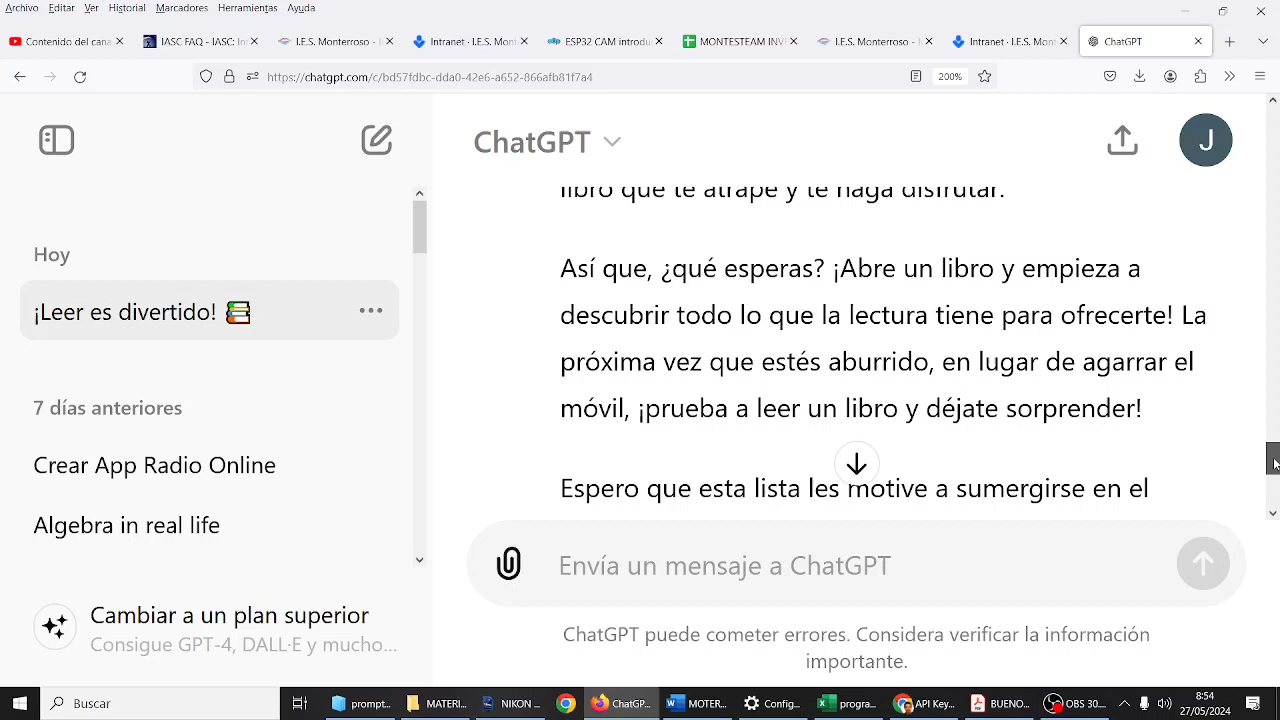 Archivo Editar Ver Historial Marcadores Herramientas Ayuda
Contenido del cana
IASC FAQ - IASC: In
I.E.S. Monterroso - I
Intranet - I.E.S. Mont
ESP32 CAM introdu
MONTESTEAM INV
I.E.S. Monterroso - I
Intranet - I.E.S. Mont
ChatGPT
https://chatgpt.com/c/bd57fdbc-dda0-42e6-a652-866afb81f7a4
200%
ChatGPT
J
Hoy
¡Leer es divertido!
7 días anteriores
Crear App Radio Online
Algebra in real life
Cambiar a un plan superior
Consigue GPT-4, DALL·E y mucho...
libro que te atrape y te haga disfrutar.
Así que, ¿qué esperas? ¡Abre un libro y empieza a
descubrir todo lo que la lectura tiene para ofrecerte! La
próxima vez que estés aburrido, en lugar de agarrar el
móvil, ¡prueba a leer un libro y déjate sorprender!
Espero que esta lista les motive a sumergirse en el
Envía un mensaje a ChatGPT
ChatGPT puede cometer errores. Considera verificar la información
importante.
Buscar
prompt...
MATERI...
NIKON ...
ChatGP...
MOTER...
Config...
progra...
API Key...
BUENO...
OBS 30...
8:54
27/05/2024